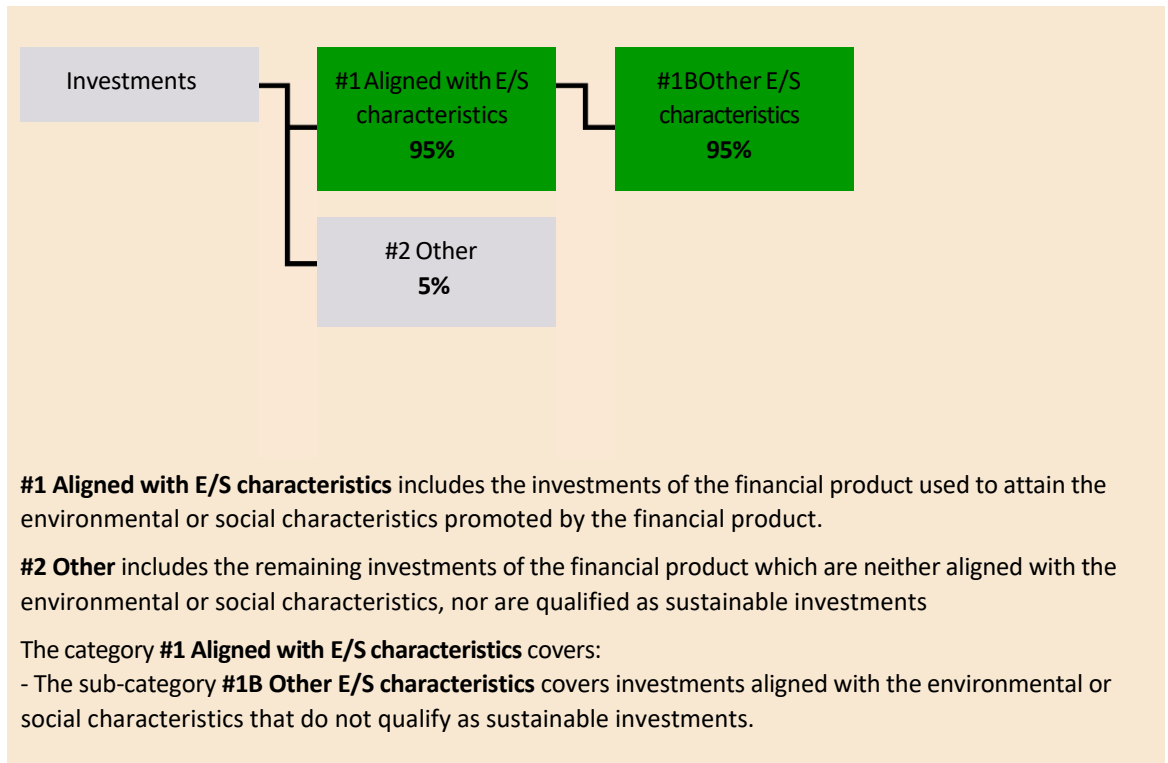 Investments
#1 Aligned with E/S
characteristics
95%
#1BOther E/S
characteristics
95%
#2 Other
5%
#1 Aligned with E/S characteristics includes the investments of the financial product used to attain the
environmental or social characteristics promoted by the financial product.
#2 Other includes the remaining investments of the financial product which are neither aligned with the
environmental or social characteristics, nor are qualified as sustainable investments
The category #1 Aligned with E/S characteristics covers:
- The sub-category #1B Other E/S characteristics covers investments aligned with the environmental or
social characteristics that do not qualify as sustainable investments.